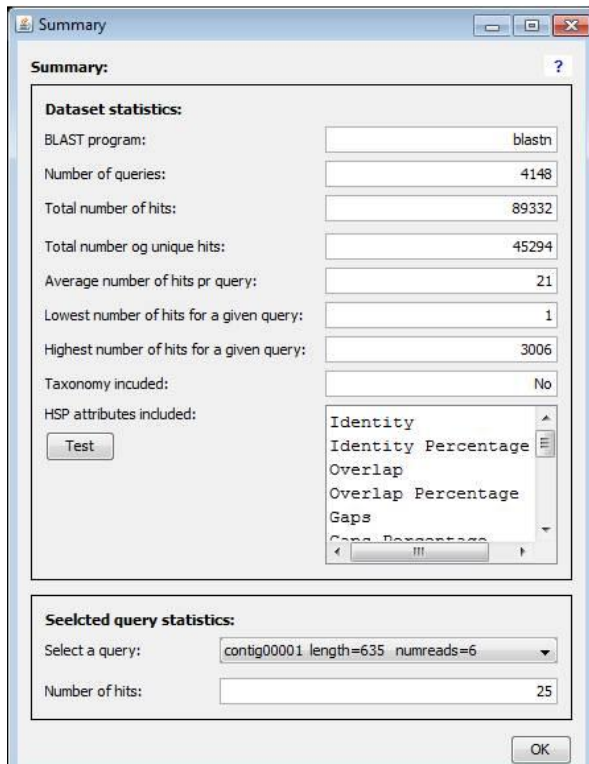 Summary
Summary:
?
Dataset statistics:
BLAST program: blastn
Number of queries: 4148
Total number of hits: 89332
Total number og unique hits: 45294
Average number of hits pr query: 21
Lowest number of hits for a given query: 1
Highest number of hits for a given query: 3006
Taxonomy incuded: No
HSP attributes included:
Test
Identity
Identity Percentage
Overlap
Overlap Percentage
Gaps
Gaps Percentage
Seelcted query statistics:
Select a query: contig00001 length=635 numreads=6
Number of hits: 25
OK